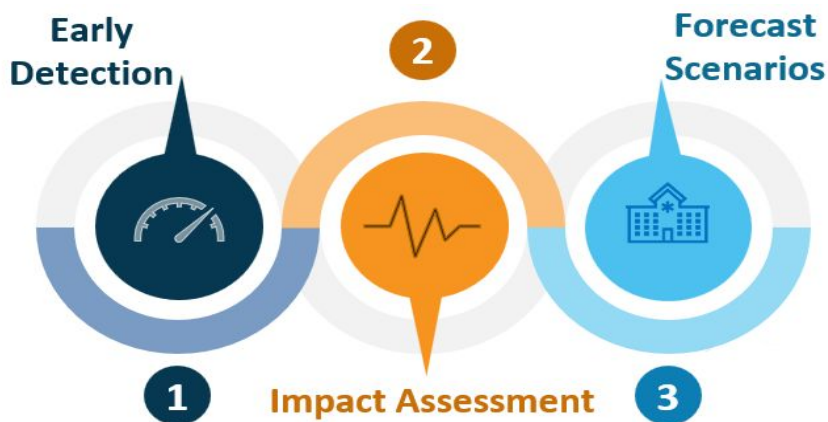 Early
Detection
2
Forecast
Scenarios
1
Impact Assessment
3